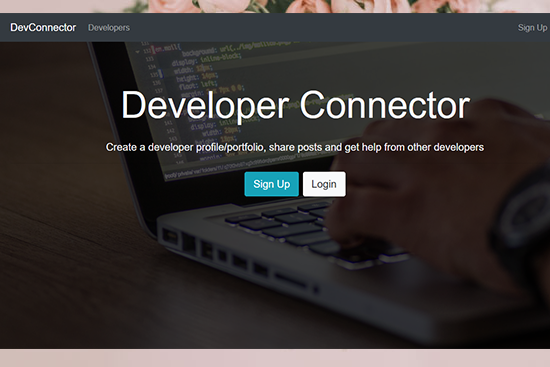 DevConnector Developers Sign Up
Developer Connector
Create a developer profile/portfolio, share posts and get help from other developers
Sign Up Login